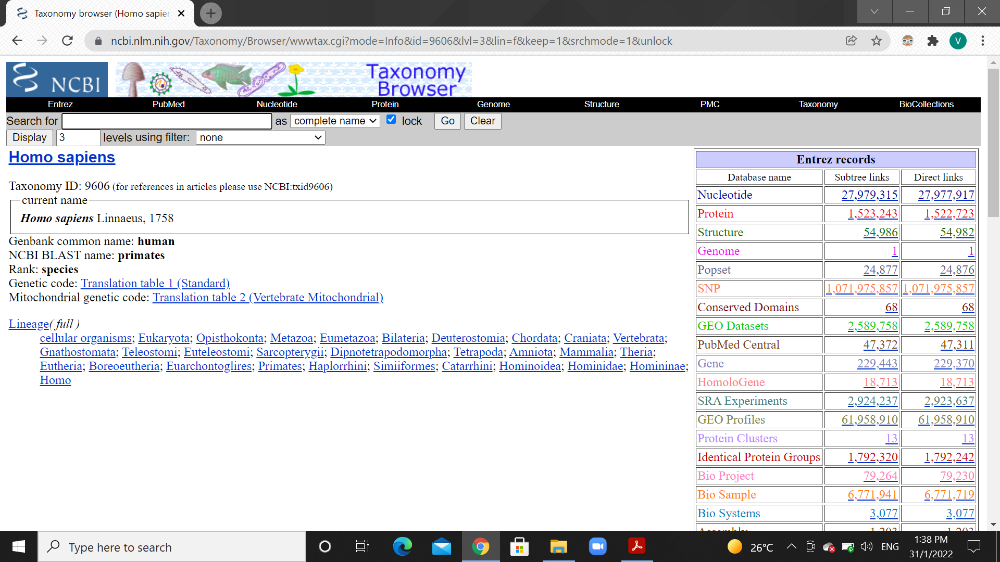 Taxonomy browser (Homo sapien
ncbi.nlm.nih.gov/Taxonomy/Browser/wwwtax.cgi?mode=Info&id=9606&lvl=3&lin=f&keep=1&srchmode=1&unlock
V
NCBI
Taxonomy
Browser
Entrez PubMed Nucleotide Protein Genome Structure PMC Taxonomy BioCollections
Search for as complete name lock Go Clear
Display 3 levels using filter: none
Homo sapiens
Taxonomy ID: 9606 (for references in articles please use NCBI:txid9606)
current name
Homo sapiens Linnaeus, 1758
Genbank common name: human
NCBI BLAST name: primates
Rank: species
Genetic code: Translation table 1 (Standard)
Mitochondrial genetic code: Translation table 2 (Vertebrate Mitochondrial)
Lineage( full )
cellular organisms; Eukaryota; Opisthokonta; Metazoa; Eumetazoa; Bilateria; Deuterostomia; Chordata; Craniata; Vertebrata;
Gnathostomata; Teleostomi; Euteleostomi; Sarcopterygii; Dipnotetrapodomorpha; Tetrapoda; Amniota; Mammalia; Theria;
Eutheria; Boreoeutheria; Euarchontoglires; Primates; Haplorrhini; Simiiformes; Catarrhini; Hominoidea; Hominidae; Homininae;
Homo
Entrez records
Database name Subtree links Direct links
Nucleotide 27,979,315 27,977,917
Protein 1,523,243 1,522,723
Structure 54,986 54,982
Genome 1 1
Popset 24,877 24,876
SNP 1,071,975,857 1,071,975,857
Conserved Domains 68 68
GEO Datasets 2,589,758 2,589,758
PubMed Central 47,372 47,311
Gene 229,443 229,370
HomoloGene 18,713 18,713
SRA Experiments 2,924,237 2,923,637
GEO Profiles 61,958,910 61,958,910
Protein Clusters 13 13
Identical Protein Groups 1,792,320 1,792,242
Bio Project 79,264 79,230
Bio Sample 6,771,941 6,771,719
Bio Systems 3,077 3,077
Assembly 1,203 1,203
Type here to search
26°C
ENG
1:38 PM
31/1/2022